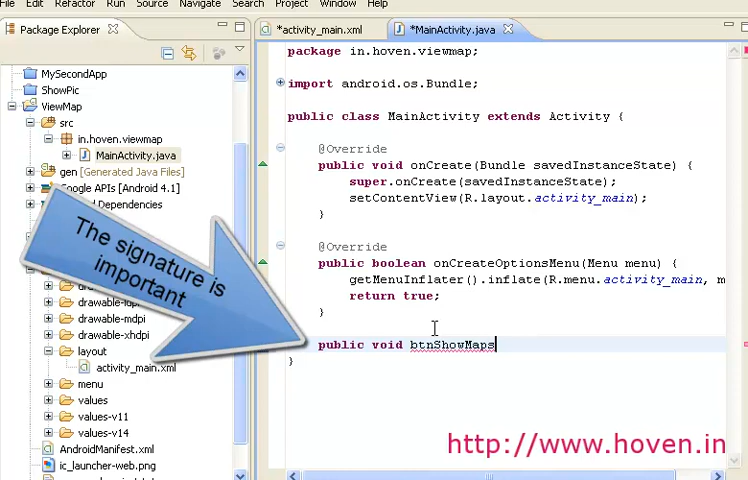 File Edit Refactor Run Source Navigate Search Project Window Help
Package Explorer
*activity_main.xml
*MainActivity.java
MySecondApp
ShowPic
ViewMap
src
in.hoven.viewmap
MainActivity.java
gen [Generated Java Files]
Google APIs [Android 4.1]
Dependencies
drawable-mdpi
drawable-xhdpi
layout
activity_main.xml
menu
values
values-v11
values-v14
AndroidManifest.xml
ic_launcher-web.png
package in.hoven.viewmap;
import android.os.Bundle;
public class MainActivity extends Activity {
@Override
public void onCreate(Bundle savedInstanceState) {
super.onCreate(savedInstanceState);
setContentView(R.layout.activity_main);
}
@Override
public boolean onCreateOptionsMenu(Menu menu) {
getMenuInflater().inflate(R.menu.activity_main, m
return true;
}
public void btnShowMaps
}
The signature is
important
http://www.hoven.in